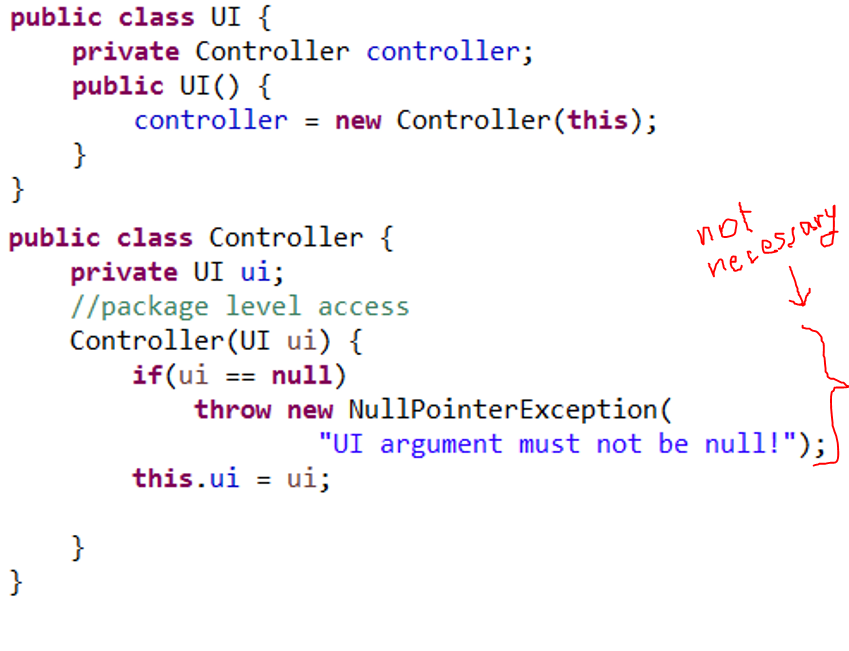 public class UI {
private Controller controller;
public UI() {
controller = new Controller(this);
}
}
public class Controller {
private UI ui;
//package level access
Controller(UI ui) {
if(ui == null)
throw new NullPointerException(
"UI argument must not be null!");
this.ui = ui;
}
}
not
necessary